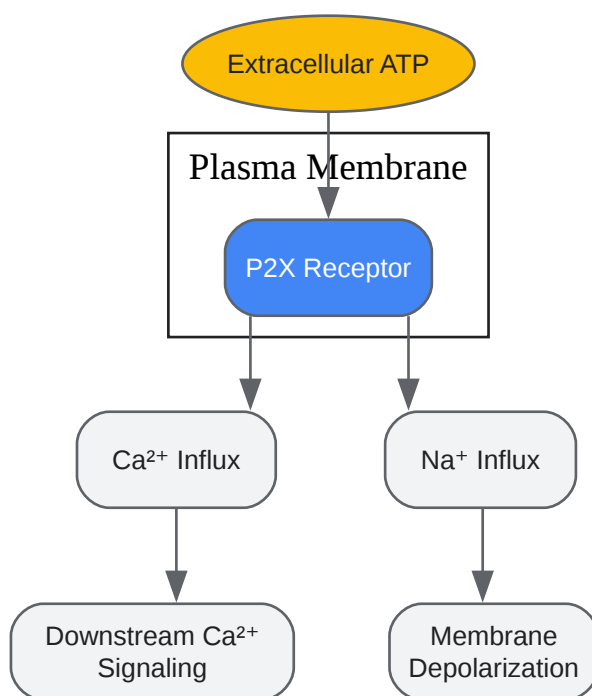 Extracellular ATP
Plasma Membrane
P2X Receptor
Ca²⁺ Influx
Na⁺ Influx
Downstream Ca²⁺
Signaling
Membrane
Depolarization